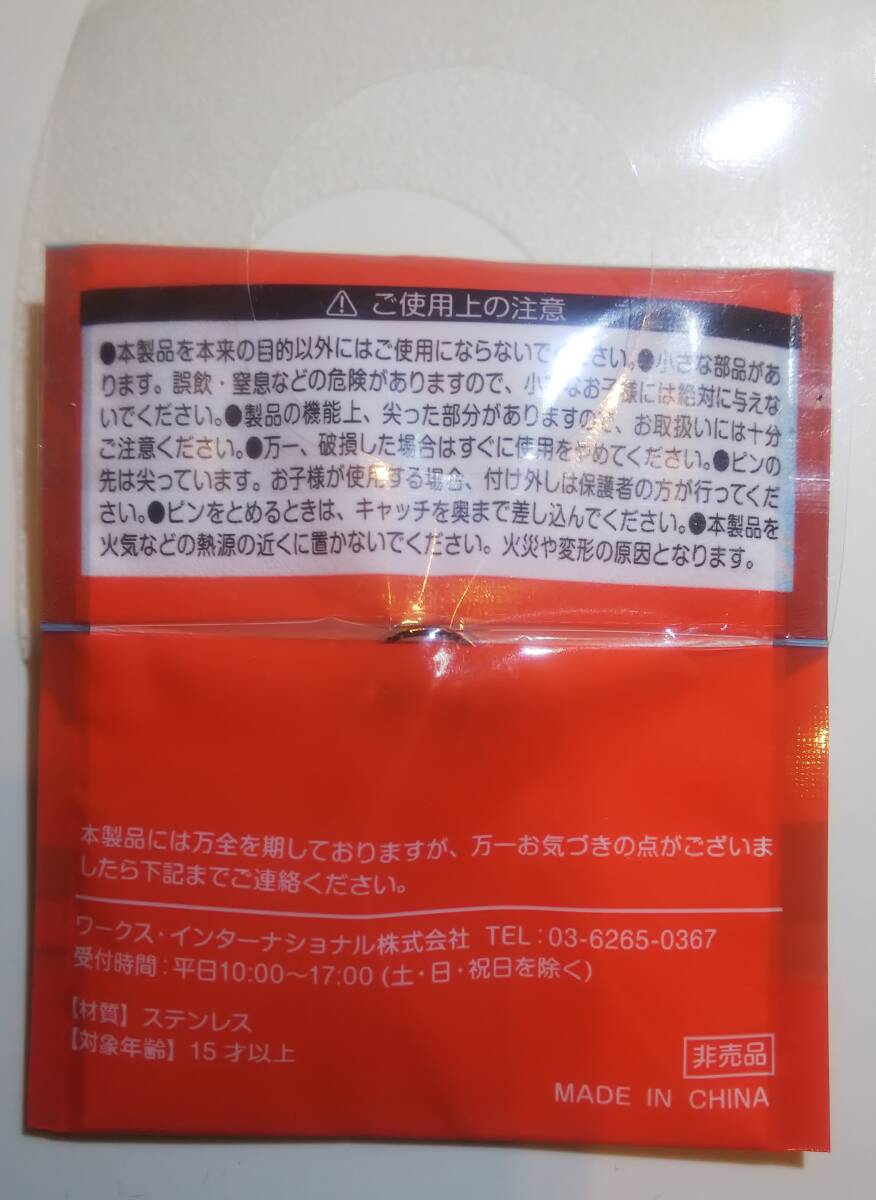 ⚠ ご使用上の注意
●本製品を本来の目的以外にはご使用にならないでください。●小さな部品があ
ります。誤飲・窒息などの危険がありますので、小さなお子様には絶対に与えな
いでください。●製品の機能上、尖った部分がありますので、お取扱いには十分
ご注意ください。●万一、破損した場合はすぐに使用をやめてください。●ピンの
先は尖っています。お子様が使用する場合、付け外しは保護者の方が行ってくだ
さい。●ピンをとめるときは、キャッチを奥まで差し込んでください。●本製品を
火気などの熱源の近くに置かないでください。火災や変形の原因となります。
本製品には万全を期しておりますが、万一お気づきの点がございま
したら下記までご連絡ください。
ワークス・インターナショナル株式会社 TEL:03-6265-0367
受付時間:平日10:00～17:00 (土・日・祝日を除く)
【材質】ステンレス
【対象年齢】15才以上
非売品
MADE IN CHINA